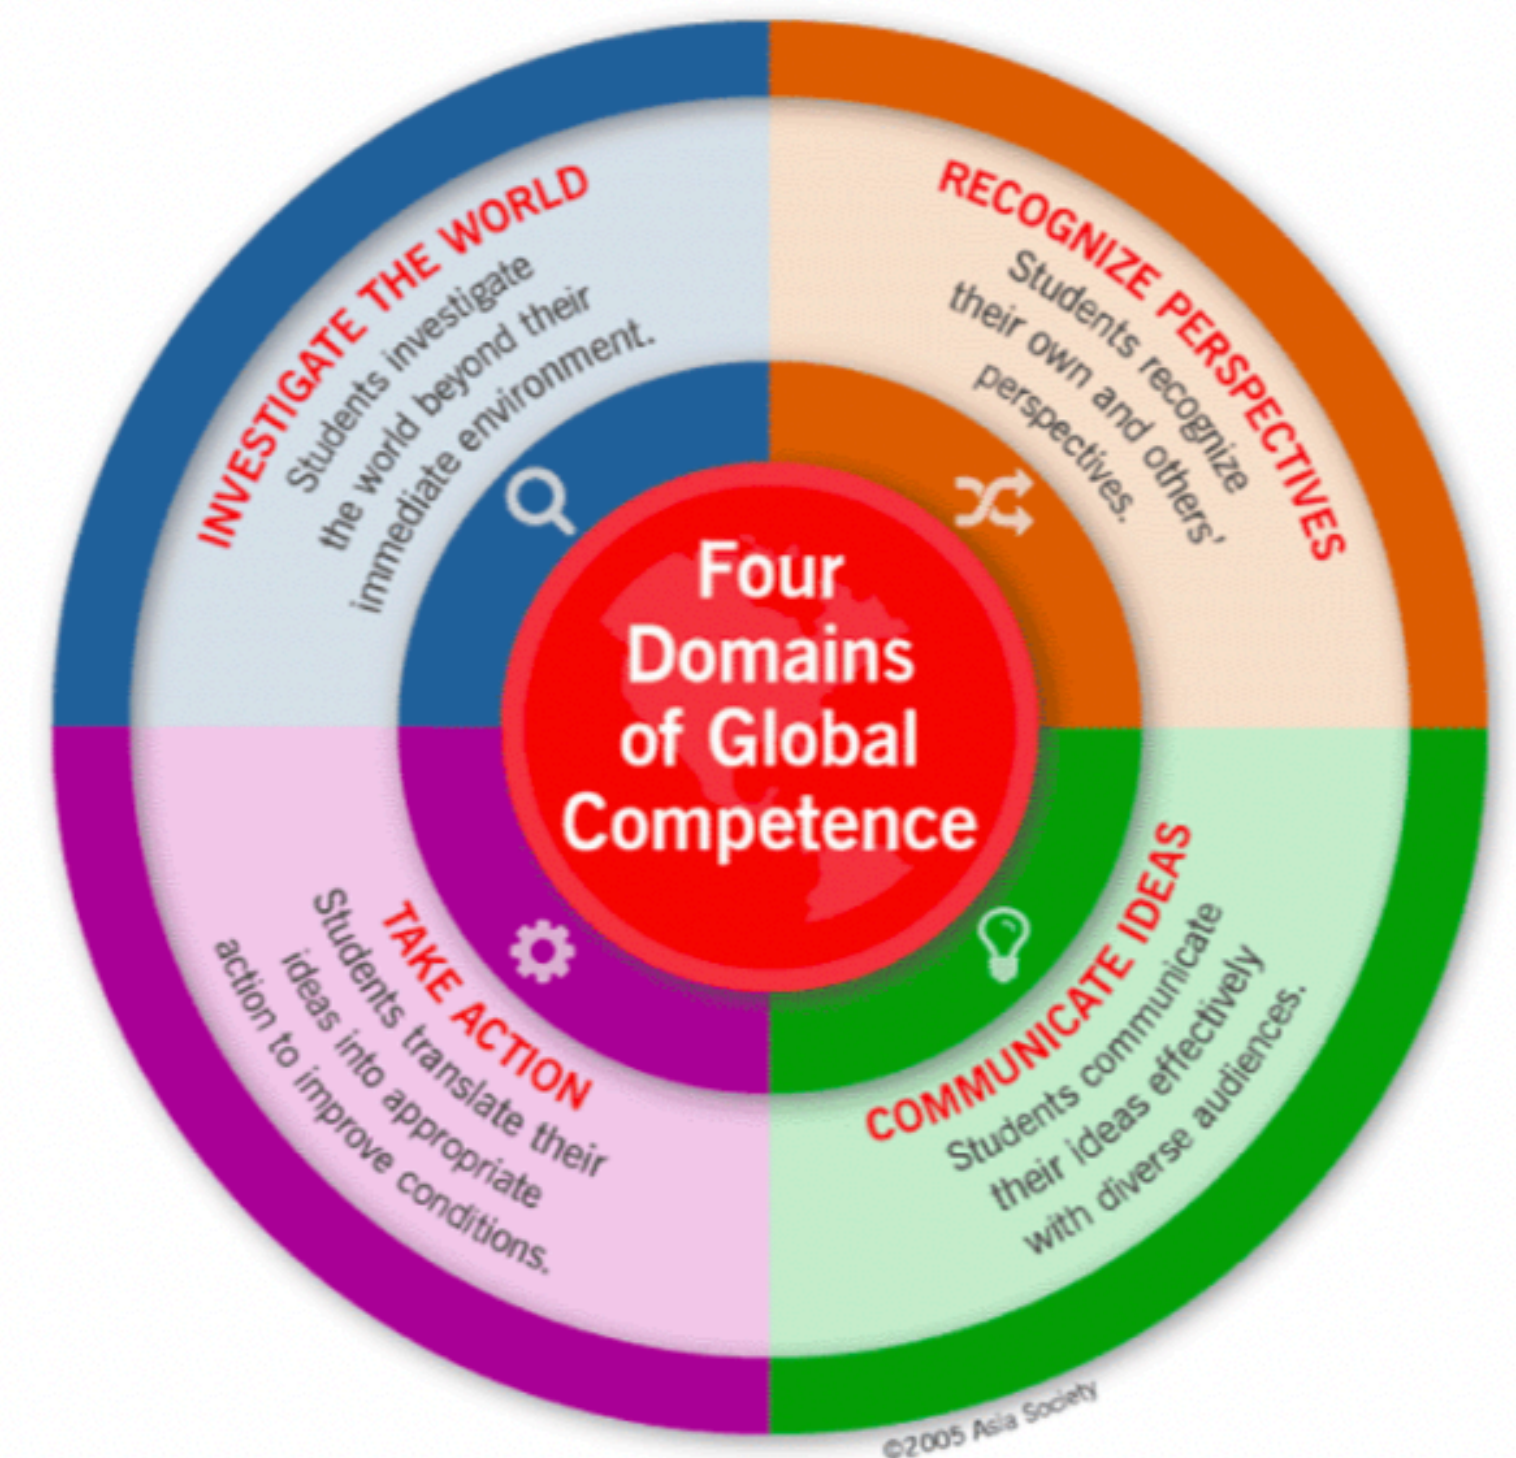 Four
Domains
of Global
Competence
INVESTIGATE THE WORLD
Students investigate
the world beyond their
immediate environment.
RECOGNIZE PERSPECTIVES
Students recognize
their own and others'
perspectives.
COMMUNICATE IDEAS
Students communicate
their ideas effectively
with diverse audiences.
TAKE ACTION
Students translate their
ideas into appropriate
action to improve conditions.
©2005 Asia Society